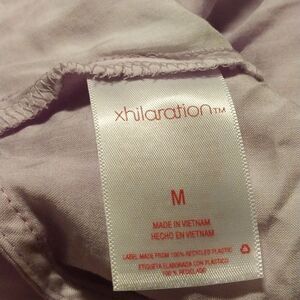 xhilaration™
M
MADE IN VIETNAM
HECHO EN VIETNAM
LABEL MADE FROM 100% RECYCLED PLASTIC
ETIQUETA ELABORADA CON PLASTICO
100% RECICLADO